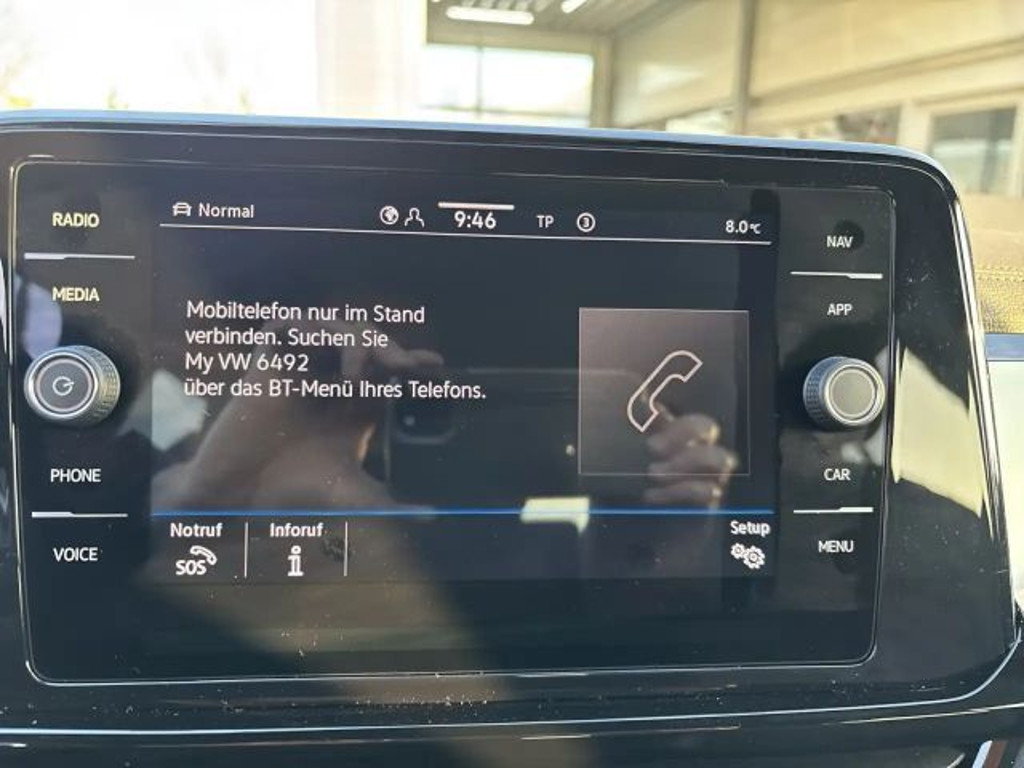 Normal
9:46
TP
3
8.0°C
RADIO
MEDIA
PHONE
VOICE
Mobiltelefon nur im Stand
verbinden. Suchen Sie
My VW 6492
über das BT-Menü Ihres Telefons.
Notruf
SOS
Inforuf
i
Setup
NAV
APP
CAR
MENU